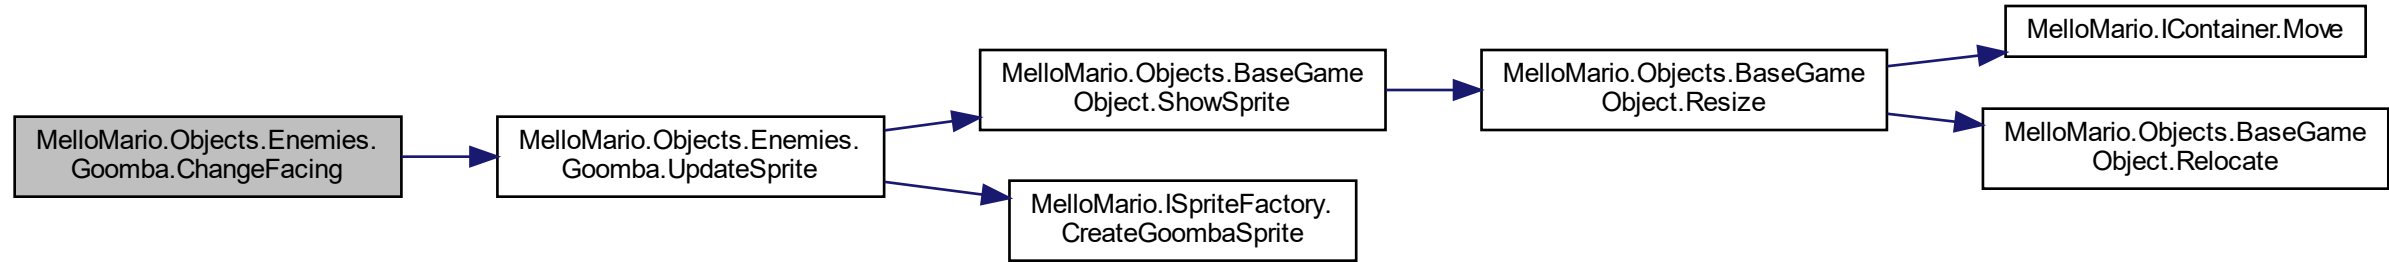 MelloMario.Objects.Enemies.
Goomba.ChangeFacing
MelloMario.Objects.Enemies.
Goomba.UpdateSprite
MelloMario.Objects.BaseGame
Object.ShowSprite
MelloMario.ISpriteFactory.
CreateGoombaSprite
MelloMario.Objects.BaseGame
Object.Resize
MelloMario.IContainer.Move
MelloMario.Objects.BaseGame
Object.Relocate